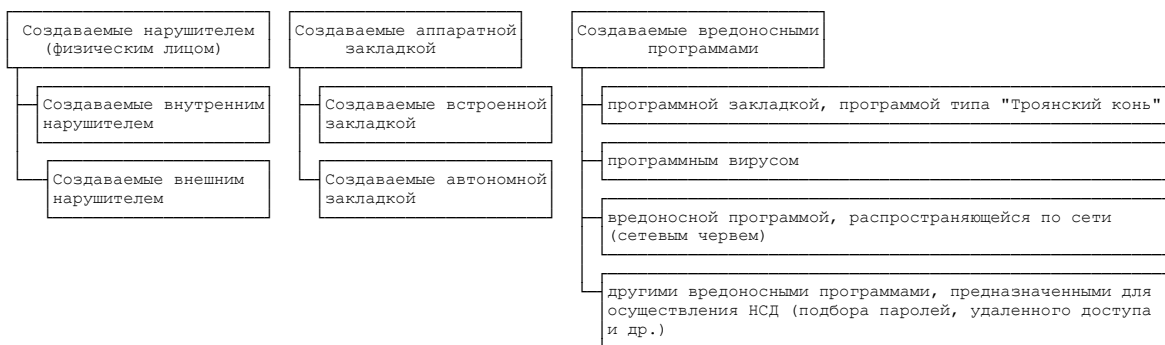 Создаваемые нарушителем
(физическим лицом)
Создаваемые внутренним
нарушителем
Создаваемые внешним
нарушителем
Создаваемые аппаратной
закладкой
Создаваемые встроенной
закладкой
Создаваемые автономной
закладкой
Создаваемые вредоносными
программами
программной закладкой, программой типа "Троянский конь"
программным вирусом
вредоносной программой, распространяющейся по сети
(сетевым червем)
другими вредоносными программами, предназначенными для
осуществления НСД (подбора паролей, удаленного доступа
и др.)